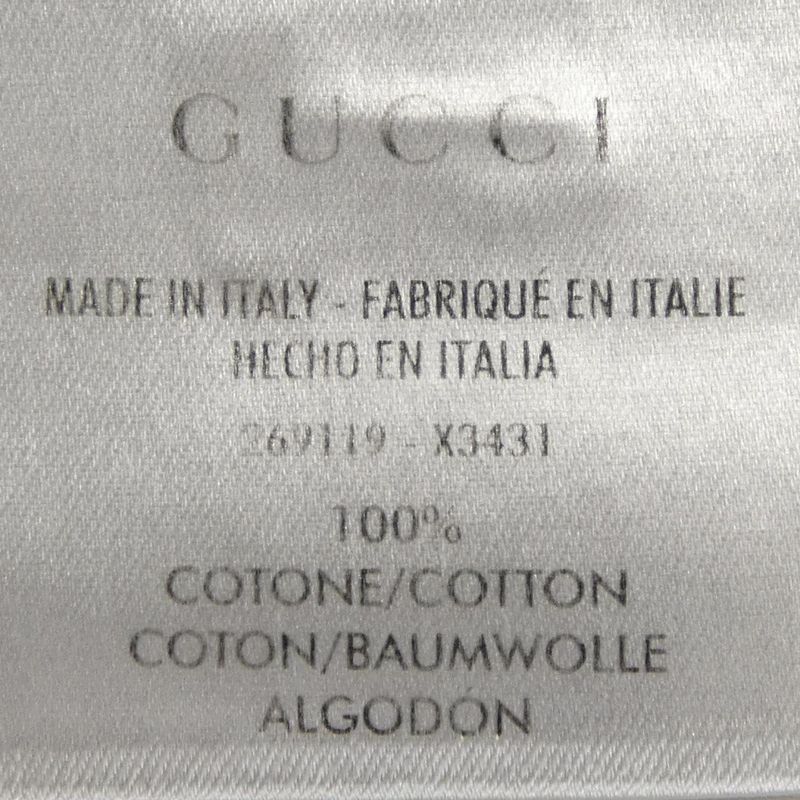 GUCCI
MADE IN ITALY - FABRIQUÉ EN ITALIE
HECHO EN ITALIA
269119 - X3431
100%
COTONE/COTTON
COTON/BAUMWOLLE
ALGODÓN